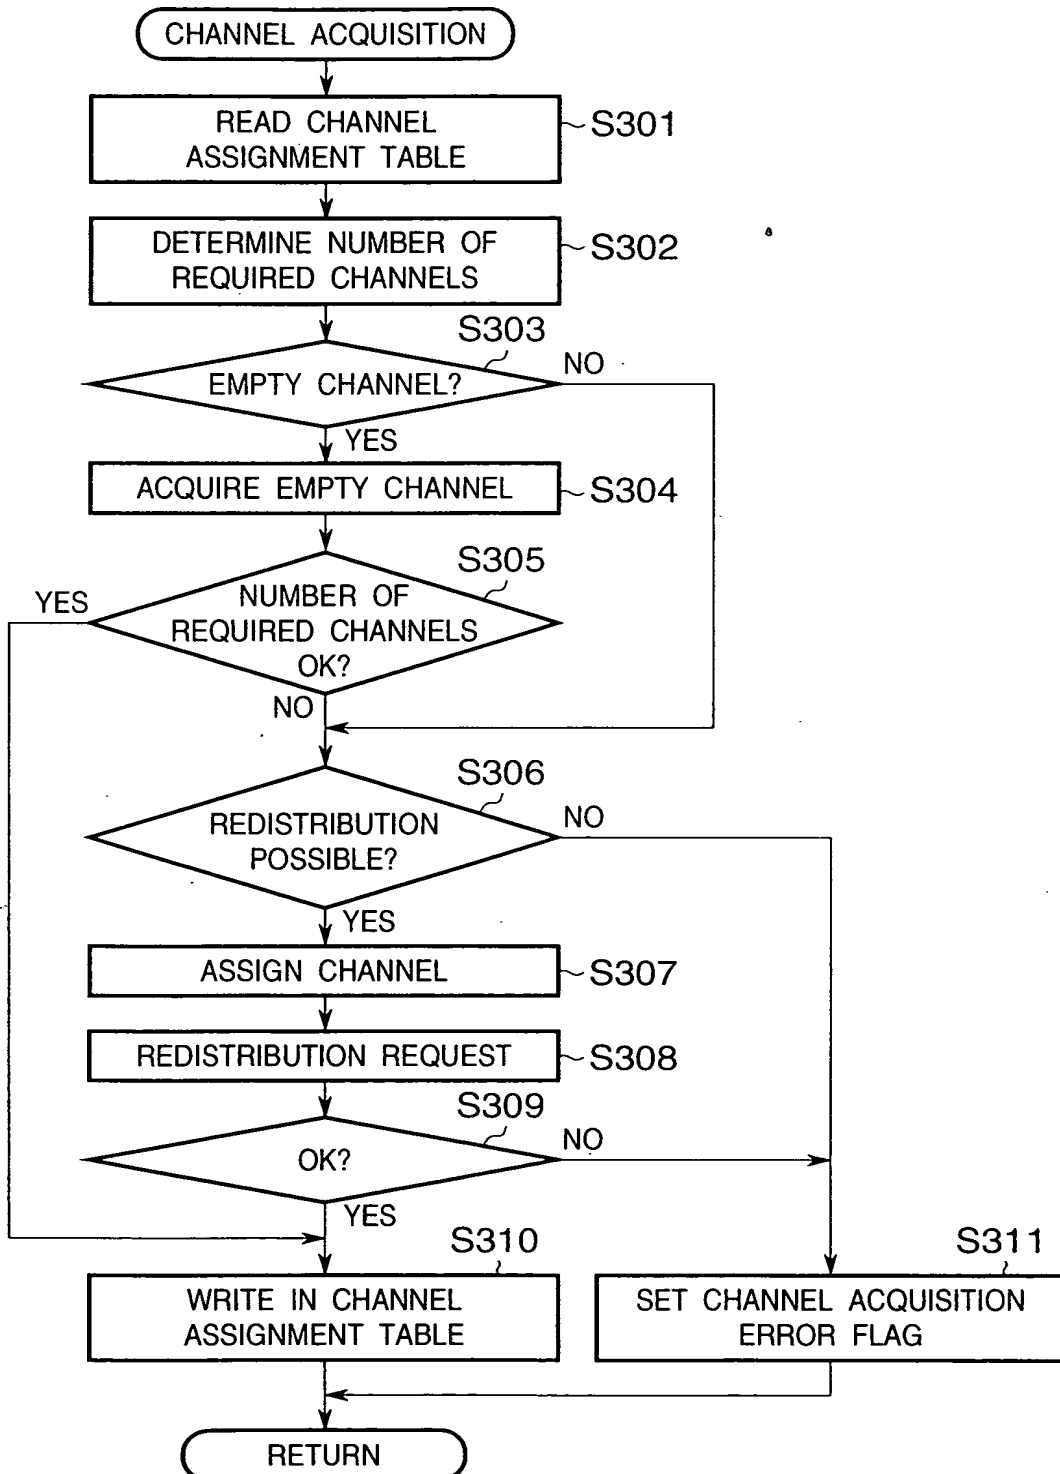 CHANNEL ACQUISITION
READ CHANNEL
ASSIGNMENT TABLE
S301
DETERMINE NUMBER OF
REQUIRED CHANNELS
S302
S303
EMPTY CHANNEL?
NO
YES
ACQUIRE EMPTY CHANNEL
S304
S305
YES
NUMBER OF
REQUIRED CHANNELS
OK?
NO
S306
REDISTRIBUTION
POSSIBLE?
NO
YES
ASSIGN CHANNEL
S307
REDISTRIBUTION REQUEST
S308
S309
OK?
NO
YES
S310
WRITE IN CHANNEL
ASSIGNMENT TABLE
S311
SET CHANNEL ACQUISITION
ERROR FLAG
RETURN